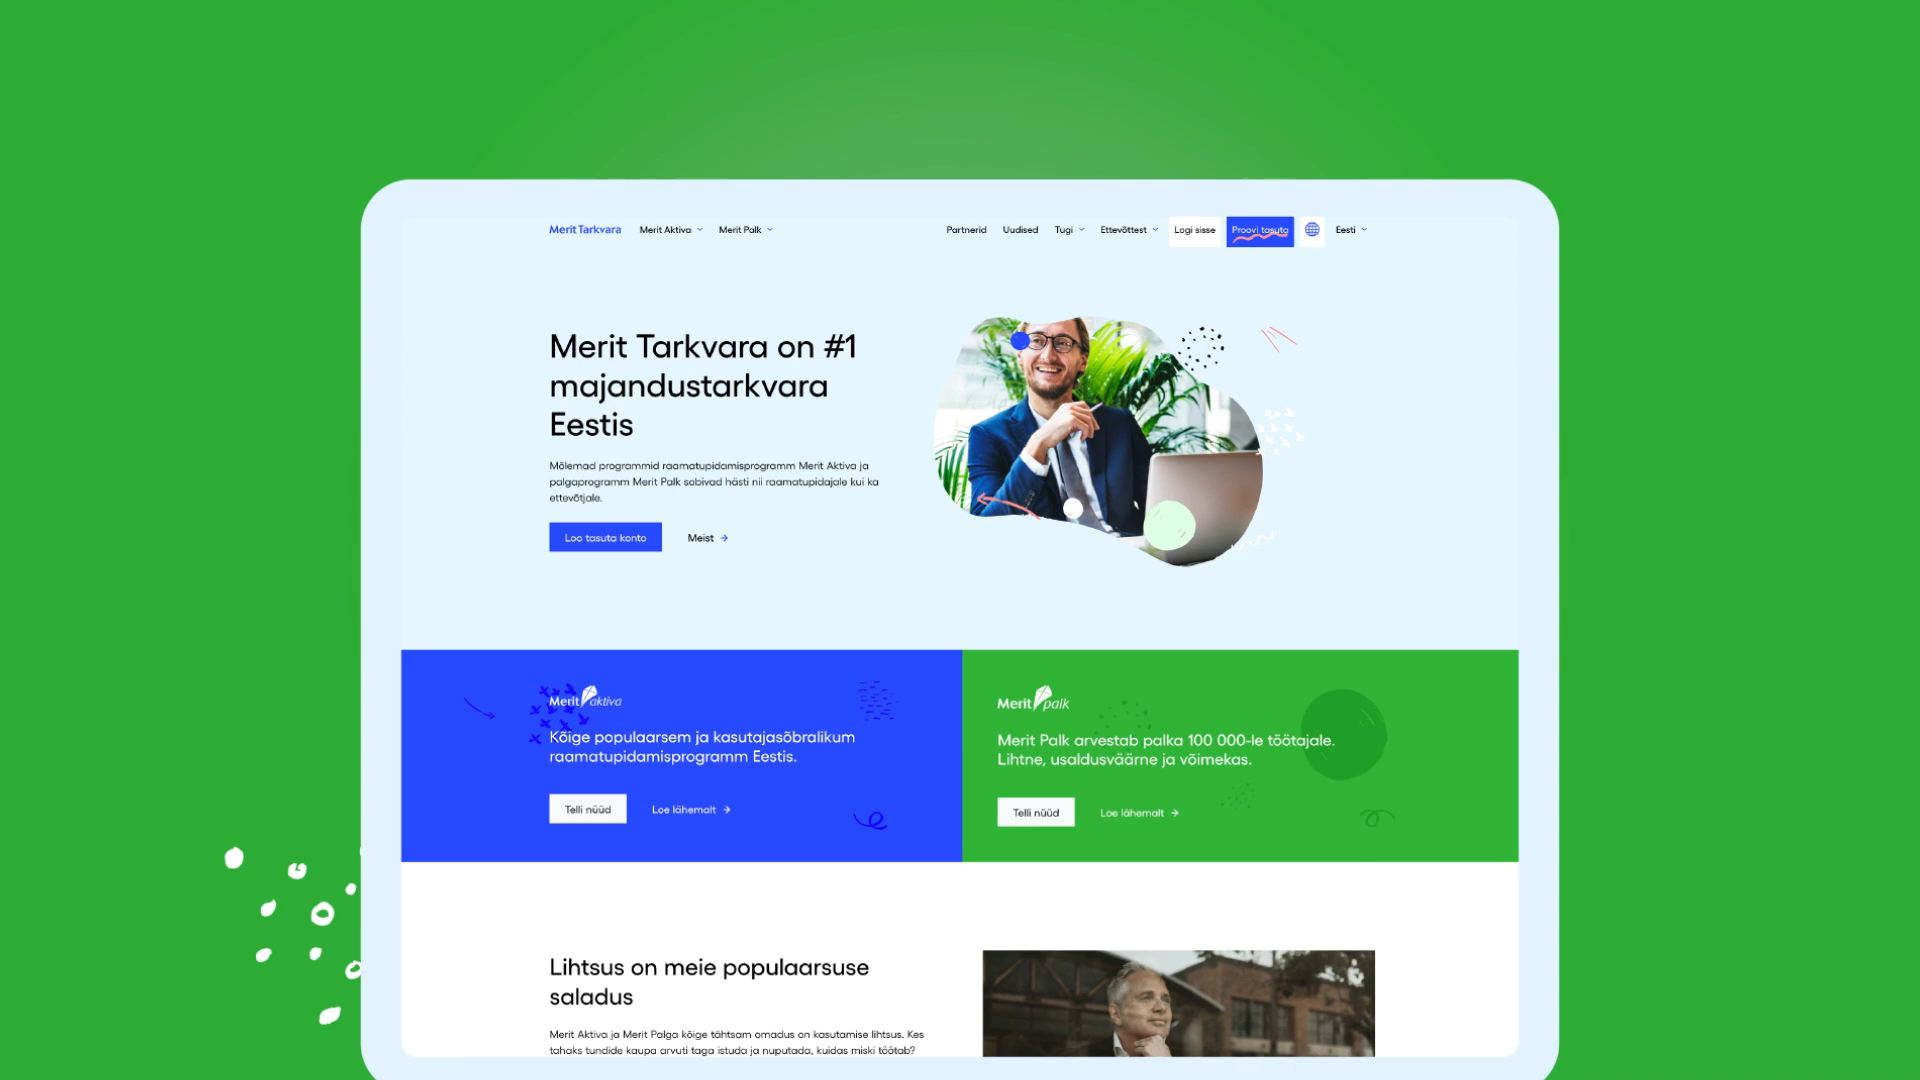 Merit Tarkvara Merit Aktiva Merit Palk Partnerid Uudised Tugi Ettevõttest Logi sisse Proovi tasuta Eesti
Merit Tarkvara on #1
majandustarkvara
Eestis
Mõlemad programmid raamatupidamisprogramm Merit Aktiva ja
palgaprogramm Merit Palk sobivad hästi nii raamatupidajale kui ka
ettevõtjale.
Loo tasuta konto Meist →
Merit aktiva
Kõige populaarsem ja kasutajasõbralikum
raamatupidamisprogramm Eestis.
Telli nüüd Loe lähemalt →
Merit palk
Merit Palk arvestab palka 100 000-le töötajale.
Lihtne, usaldusväärne ja võimekas.
Telli nüüd Loe lähemalt →
Lihtsus on meie populaarsuse
saladus
Merit Aktiva ja Merit Palga kõige tähtsam omadus on kasutamise lihtsus. Kes
tahaks tundide kaupa arvuti taga istuda ja nuputada, kuidas miski töötab?